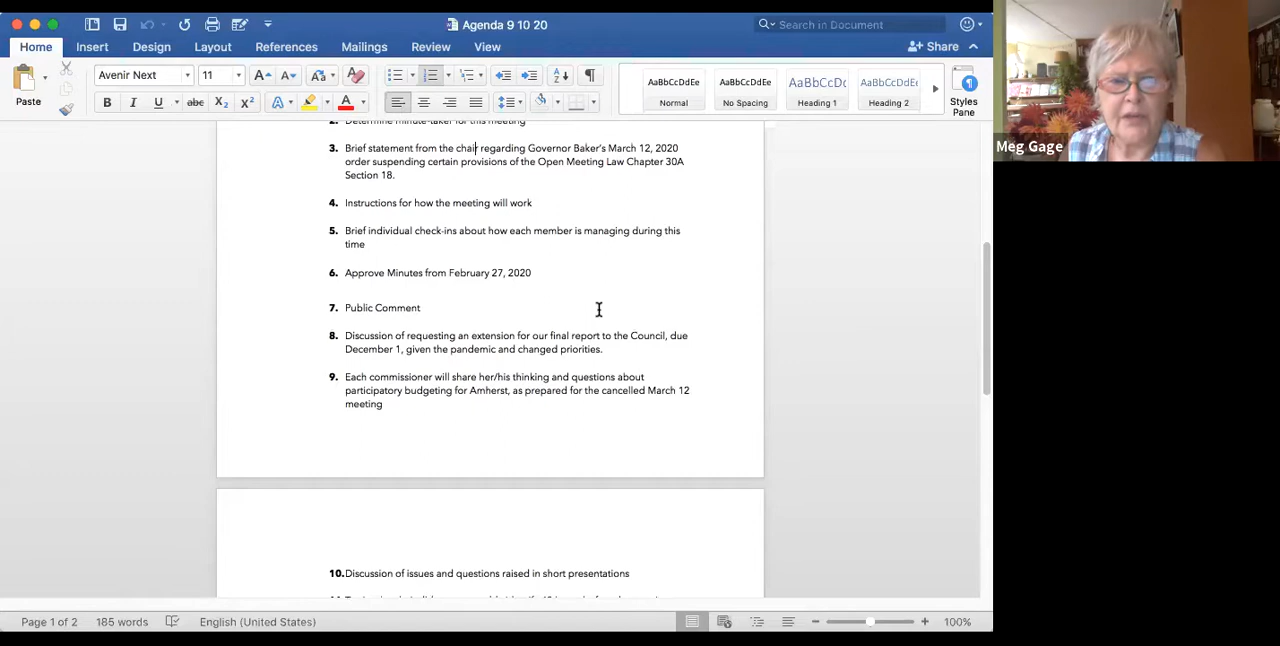 Agenda 9 10 20
Search in Document
Home Insert Design Layout References Mailings Review View Share
Paste Avenir Next 11 AaBbCcDdEe AaBbCcDdEe AaBbCcDc AaBbCcDdEe Styles Pane
Normal No Spacing Heading 1 Heading 2
2. Determine minute-taker for this meeting
3. Brief statement from the chair regarding Governor Baker's March 12, 2020
order suspending certain provisions of the Open Meeting Law Chapter 30A
Section 18.
4. Instructions for how the meeting will work
5. Brief individual check-ins about how each member is managing during this
time
6. Approve Minutes from February 27, 2020
7. Public Comment
8. Discussion of requesting an extension for our final report to the Council, due
December 1, given the pandemic and changed priorities.
9. Each commissioner will share her/his thinking and questions about
participatory budgeting for Amherst, as prepared for the cancelled March 12
meeting
10. Discussion of issues and questions raised in short presentations
Page 1 of 2 185 words English (United States) 100%
Meg Gage